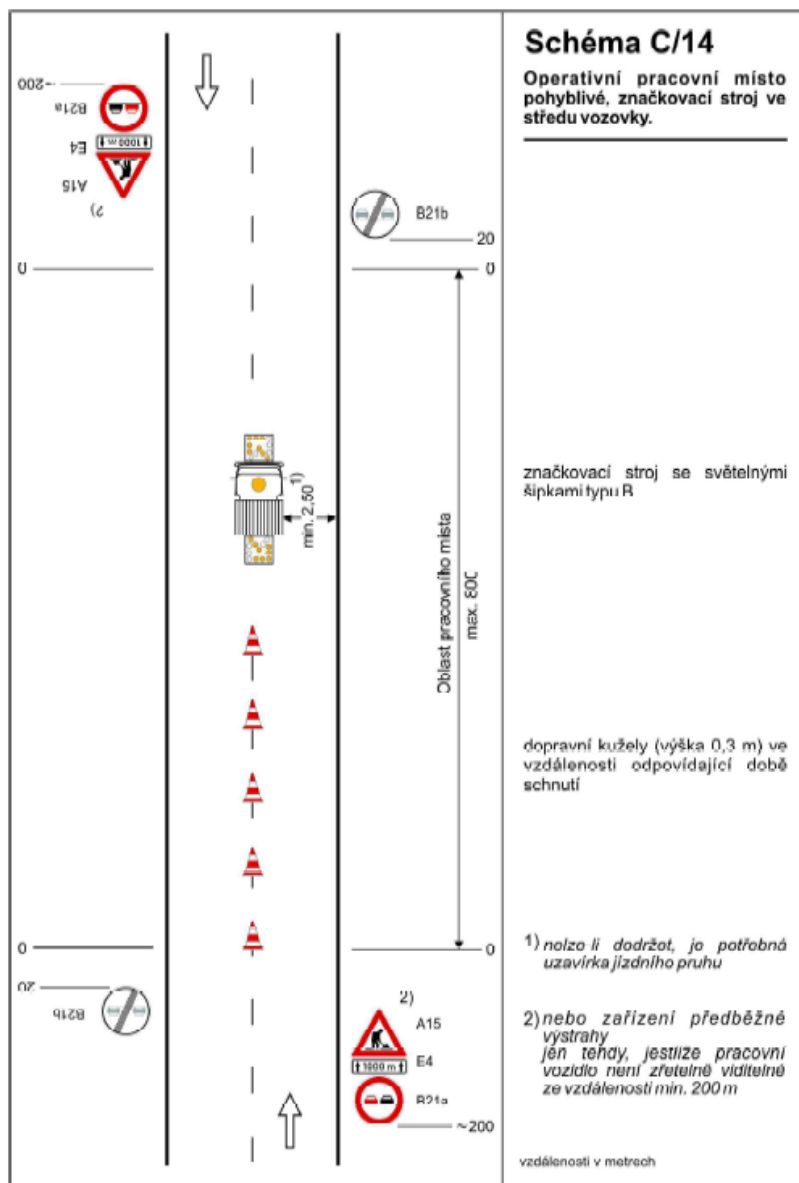 Schéma C/14
Operativní pracovní místo
pohyblivé, značkovací stroj ve
středu vozovky.
~200
B21a
↑ 1000 m ↑
E4
A15
2)
B21b
20
0
0
značkovací stroj se světelnými
šipkami typu B
1)
min. 2,50
Oblast pracovního místa
max. 800
dopravní kužely (výška 0,3 m) ve
vzdálenosti odpovídající době
schnutí
0
0
20
B21b
1) nelze li dodržet, je potřebná
uzavírka jízdního pruhu
2)
A15
↑ 1000 m ↑
E4
B21a
~200
2) nebo zařízení předběžné
výstrahy
jen tehdy, jestliže pracovní
vozidlo není zřetelně viditelné
ze vzdálenosti min. 200 m
vzdálenosti v metrech